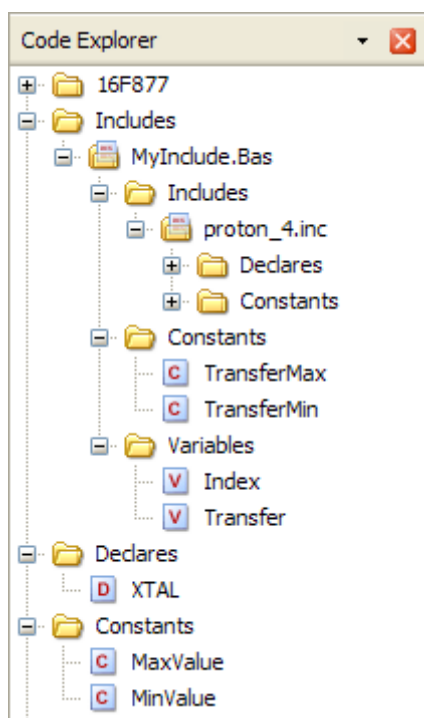 Code Explorer
16F877
Includes
MyInclude.Bas
Includes
proton_4.inc
Declares
Constants
Constants
C TransferMax
C TransferMin
Variables
V Index
V Transfer
Declares
D XTAL
Constants
C MaxValue
C MinValue